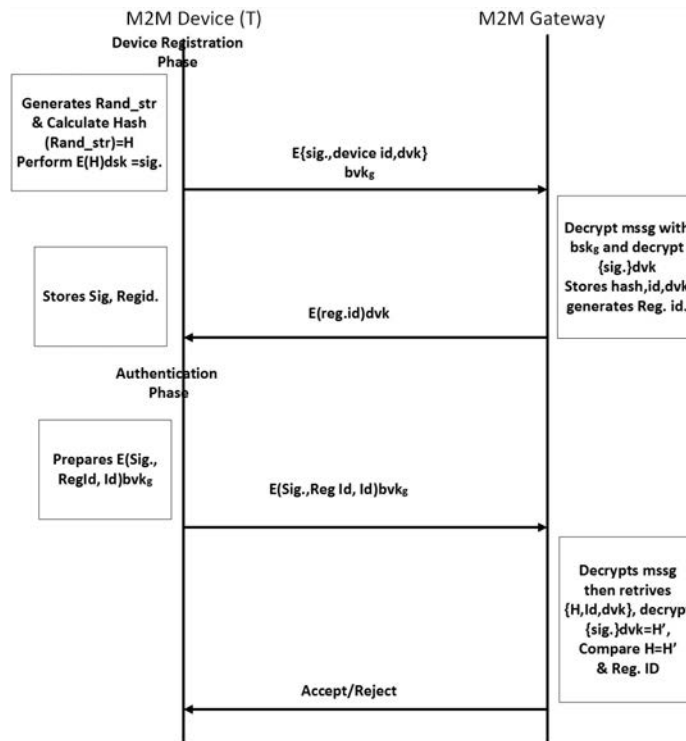 M2M Device (T)
M2M Gateway
Device Registration
Phase
Generates Rand_str
& Calculate Hash
(Rand_str)=H
Perform E(H)dsk =sig.
E{sig.,device id,dvk}
bvkg
Decrypt mssg with
bskg and decrypt
{sig.}dvk
Stores hash,id,dvk
generates Reg. id.
Stores Sig, Regid.
E(reg.id)dvk
Authentication
Phase
Prepares E(Sig.,
RegId, Id)bvkg
E(Sig.,Reg Id, Id)bvkg
Decrypts mssg
then retrives
{H,Id,dvk}, decryp
{sig.}dvk=H’,
Compare H=H’
& Reg. ID
Accept/Reject